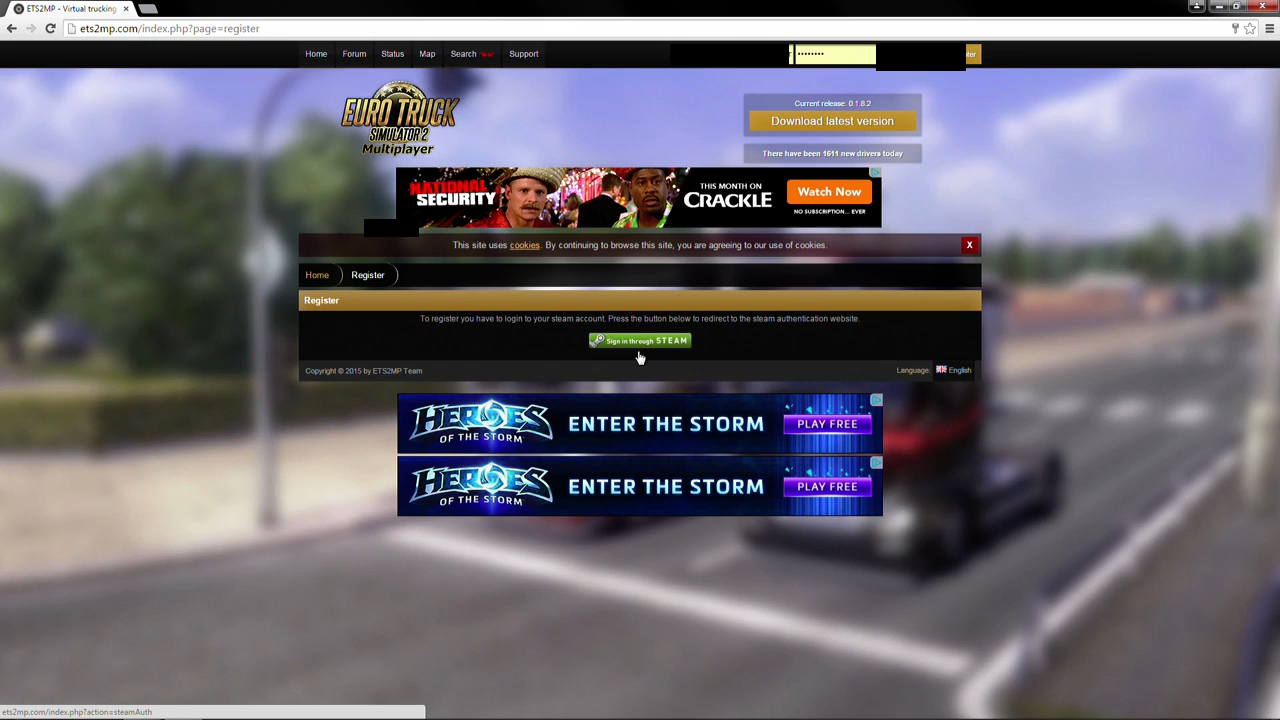 ETS2MP - Virtual trucking
ets2mp.com/index.php?page=register
Home Forum Status Map Search Support
••••••••
EURO TRUCK
SIMULATOR 2
Multiplayer
Current release: 0.1.8.2
Download latest version
There have been 1611 new drivers today
NATIONAL
SECURITY
THIS MONTH ON
CRACKLE
Watch Now
NO SUBSCRIPTION... EVER
This site uses cookies. By continuing to browse this site, you are agreeing to our use of cookies.
X
Home Register
Register
To register you have to login to your steam account. Press the button below to redirect to the steam authentication website.
Sign in through STEAM
Copyright © 2015 by ETS2MP Team
Language: English
HEROES
OF THE STORM
ENTER THE STORM
PLAY FREE
HEROES
OF THE STORM
ENTER THE STORM
PLAY FREE
ets2mp.com/index.php?action=steamAuth